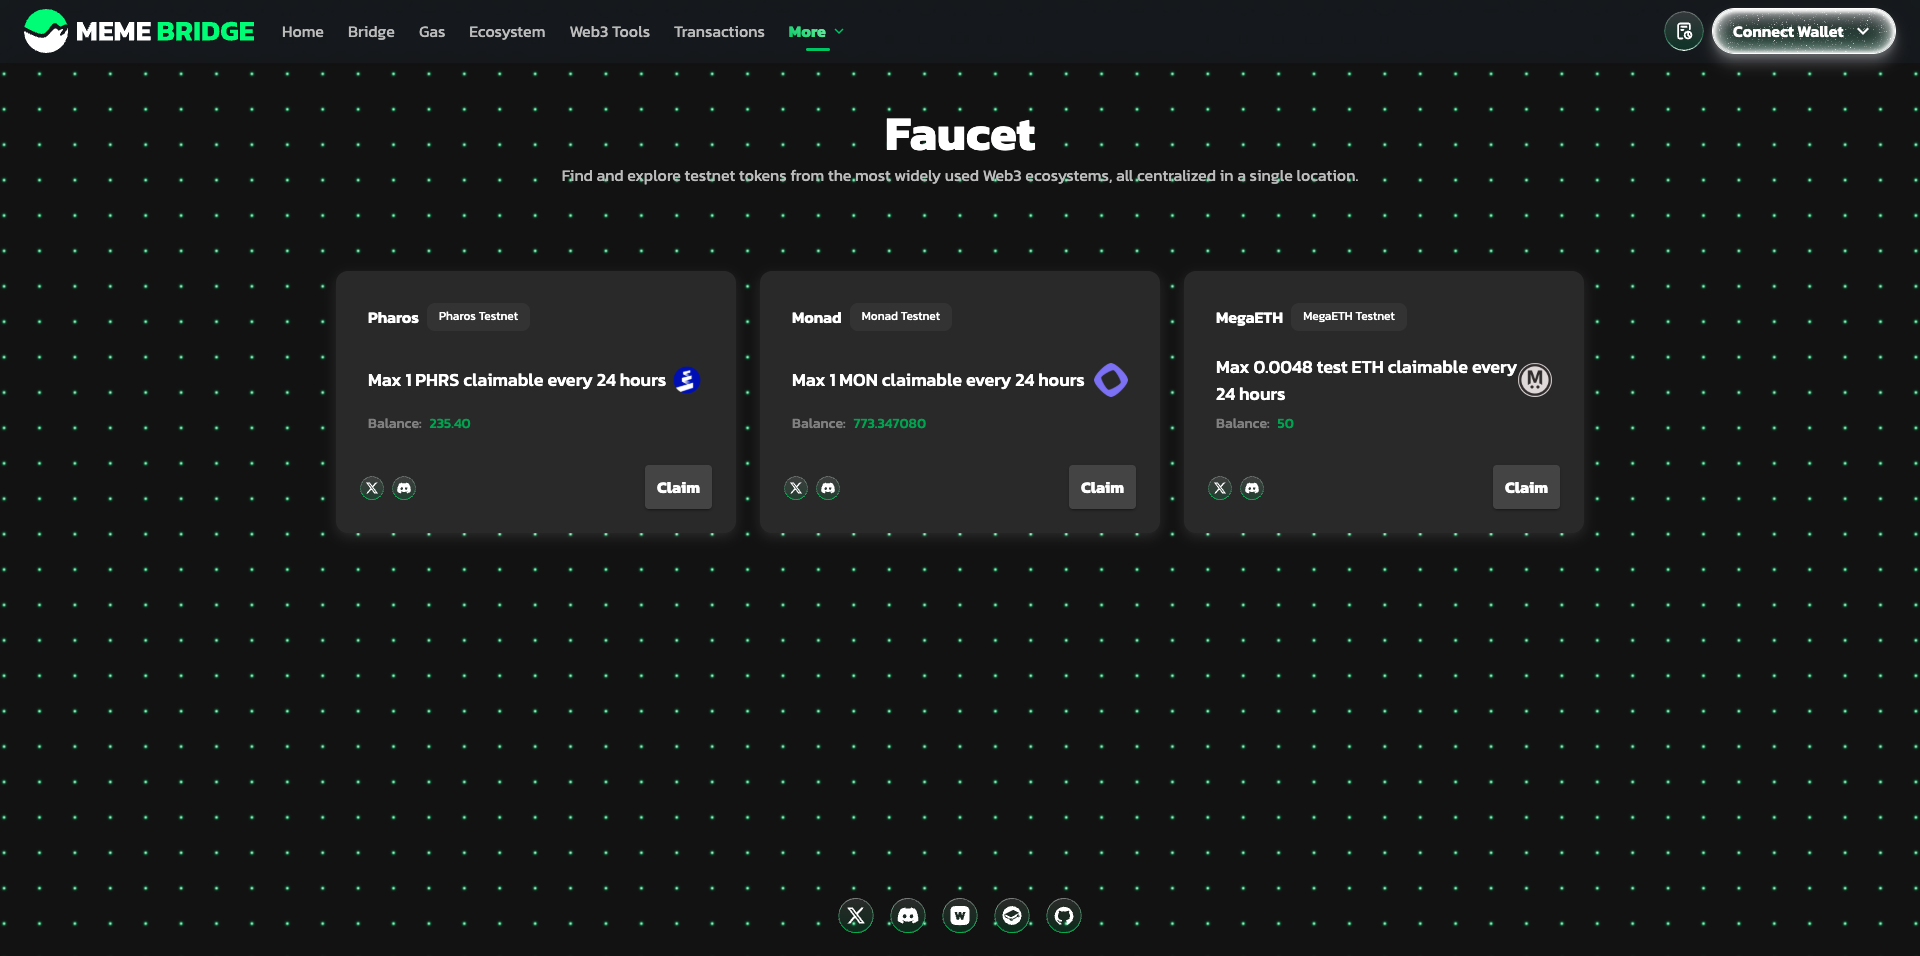 MEME BRIDGE
Home Bridge Gas Ecosystem Web3 Tools Transactions More
Connect Wallet
Faucet
Find and explore testnet tokens from the most widely used Web3 ecosystems, all centralized in a single location.
Pharos Pharos Testnet
Max 1 PHRS claimable every 24 hours
Balance: 235.40
Claim
Monad Monad Testnet
Max 1 MON claimable every 24 hours
Balance: 773.347080
Claim
MegaETH MegaETH Testnet
Max 0.0048 test ETH claimable every
24 hours
M
Balance: 50
Claim